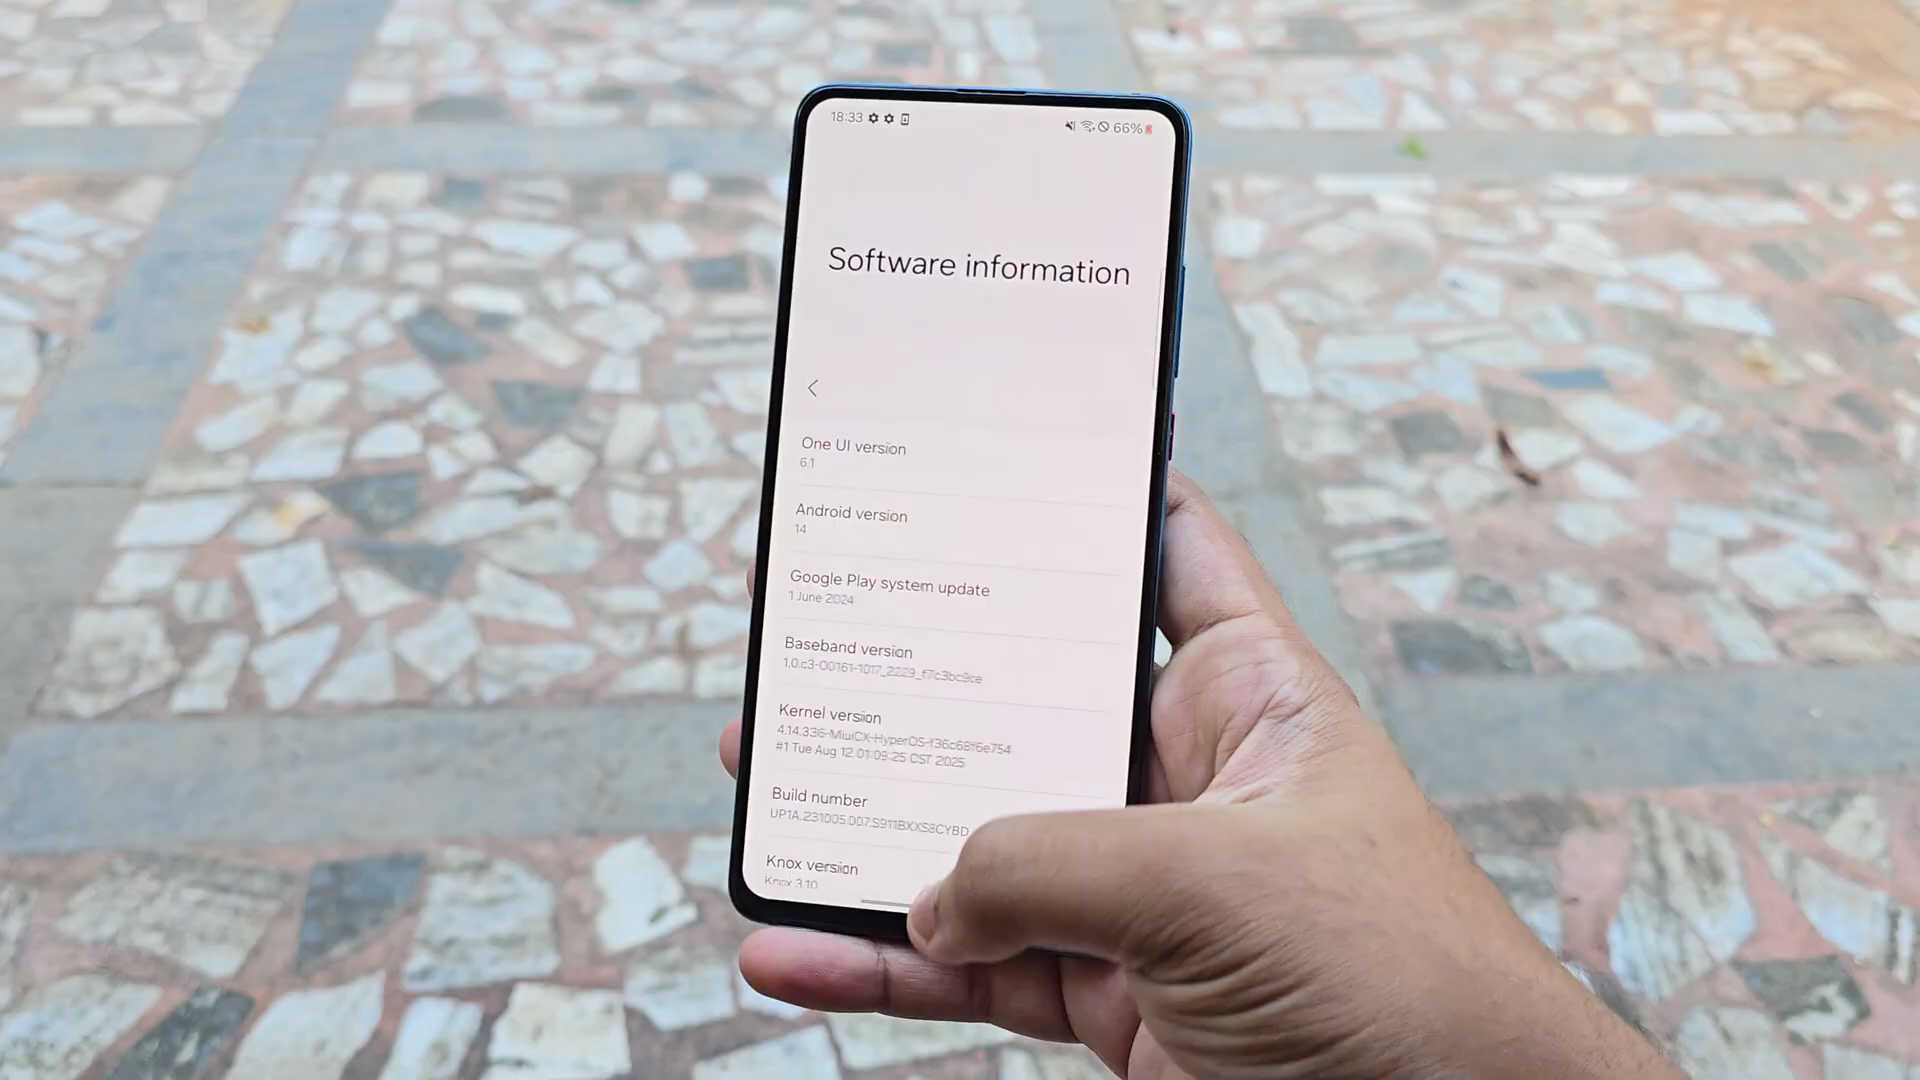 18:33
66%
Software information
One UI version
6.1
Android version
14
Google Play system update
1 June 2024
Baseband version
1.0.c3-00161-1017_2229_f7c3bc9ce
Kernel version
4.14.336-MiuiCX-HyperOS-f36c68f6e754
#1 Tue Aug 12 01:09:25 CST 2025
Build number
UP1A.231005.007.S911BXXS8CYBD
Knox version
Knox 3.10